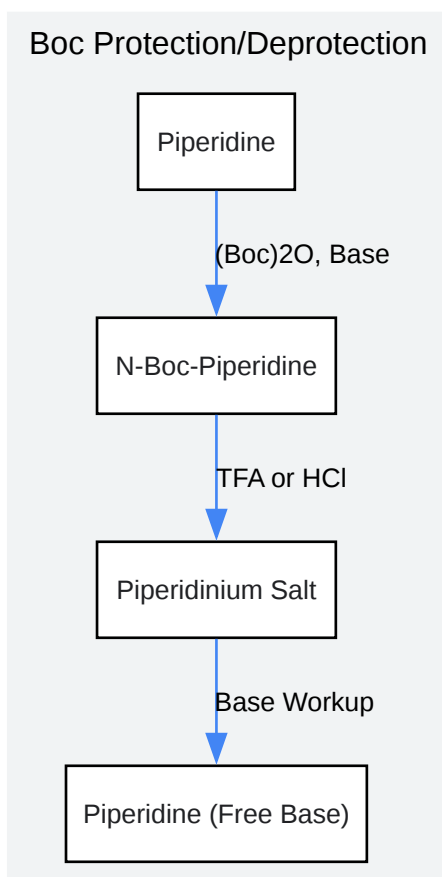 Boc Protection/Deprotection
Piperidine
(Boc)2O, Base
N-Boc-Piperidine
TFA or HCl
Piperidinium Salt
Base Workup
Piperidine (Free Base)